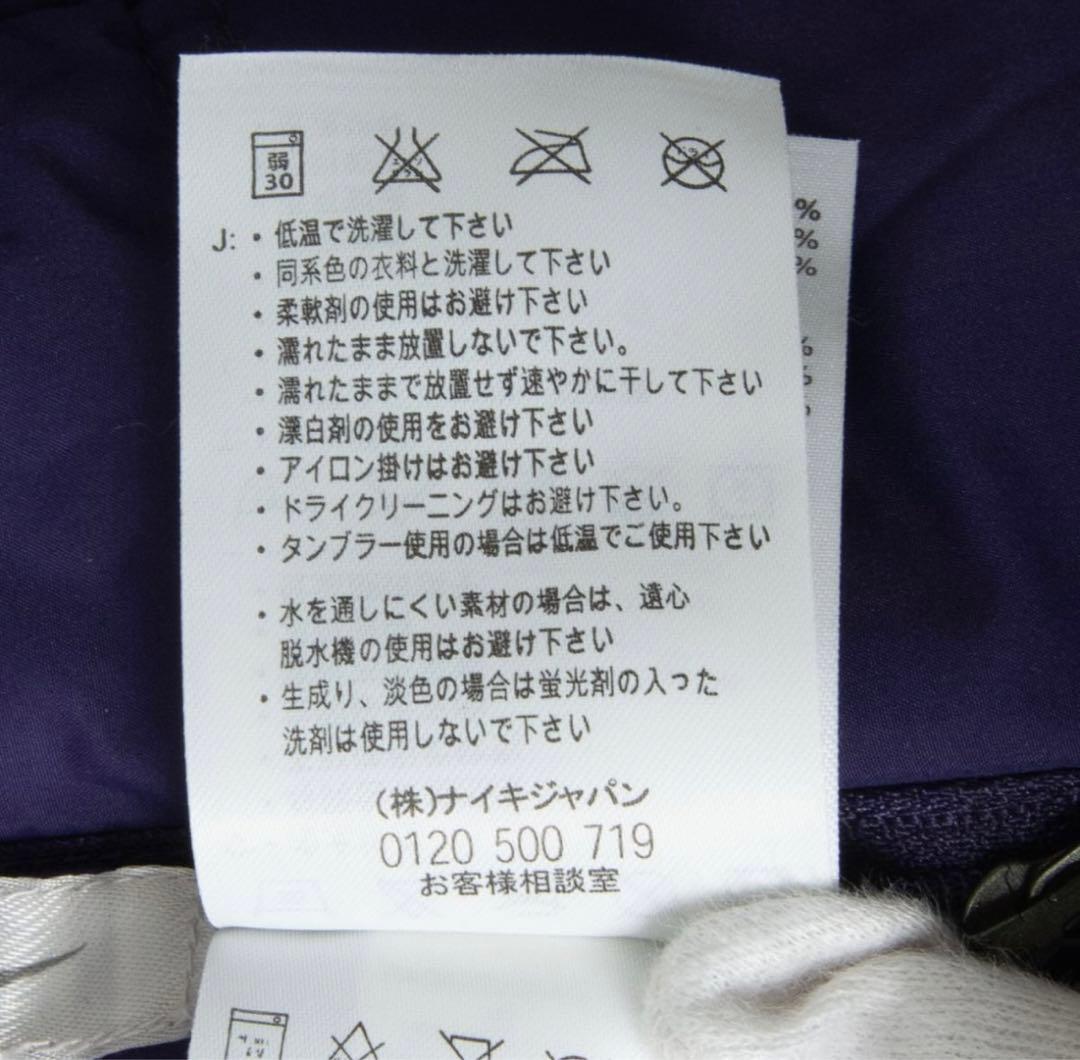 弱
30
J: ・低温で洗濯して下さい
・同系色の衣料と洗濯して下さい
・柔軟剤の使用はお避け下さい
・濡れたまま放置しないで下さい。
・濡れたままで放置せず速やかに干して下さい
・漂白剤の使用をお避け下さい
・アイロン掛けはお避け下さい
・ドライクリーニングはお避け下さい。
・タンブラー使用の場合は低温でご使用下さい
・水を通しにくい素材の場合は、遠心
脱水機の使用はお避け下さい
・生成り、淡色の場合は蛍光剤の入った
洗剤は使用しないで下さい
(株)ナイキジャパン
0120 500 719
お客様相談室
%
%
%
%
%